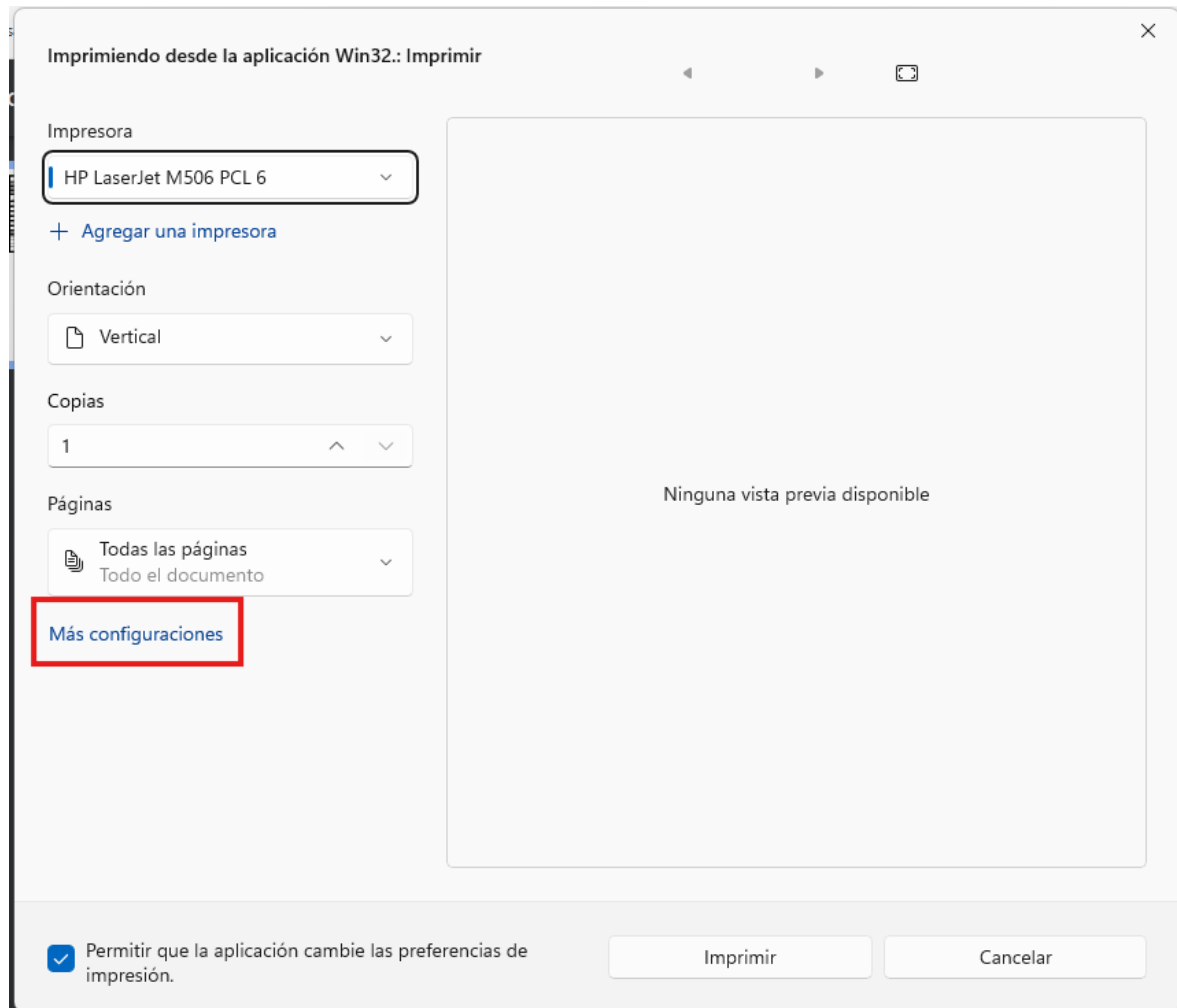 Imprimiendo desde la aplicación Win32.: Imprimir
Impresora
HP LaserJet M506 PCL 6
Agregar una impresora
Orientación
Vertical
Copias
1
Páginas
Todas las páginas
Todo el documento
Más configuraciones
Ninguna vista previa disponible
Permitir que la aplicación cambie las preferencias de
impresión.
Imprimir
Cancelar